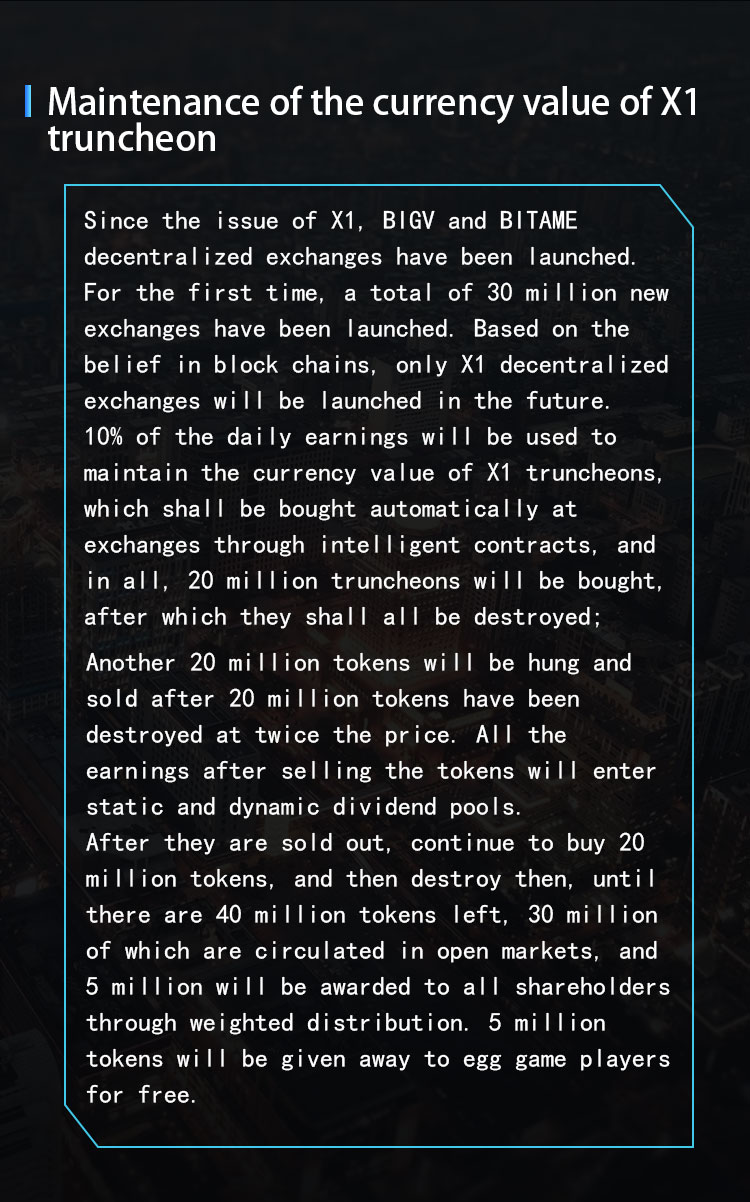 Maintenance of the currency value of X1
truncheon
Since the issue of X1, BIGV and BITAME
decentralized exchanges have been launched.
For the first time, a total of 30 million new
exchanges have been launched. Based on the
belief in block chains, only X1 decentralized
exchanges will be launched in the future.
10% of the daily earnings will be used to
maintain the currency value of X1 truncheons,
which shall be bought automatically at
exchanges through intelligent contracts, and
in all, 20 million truncheons will be bought,
after which they shall all be destroyed;
Another 20 million tokens will be hung and
sold after 20 million tokens have been
destroyed at twice the price. All the
earnings after selling the tokens will enter
static and dynamic dividend pools.
After they are sold out, continue to buy 20
million tokens, and then destroy then, until
there are 40 million tokens left, 30 million
of which are circulated in open markets, and
5 million will be awarded to all shareholders
through weighted distribution. 5 million
tokens will be given away to egg game players
for free.